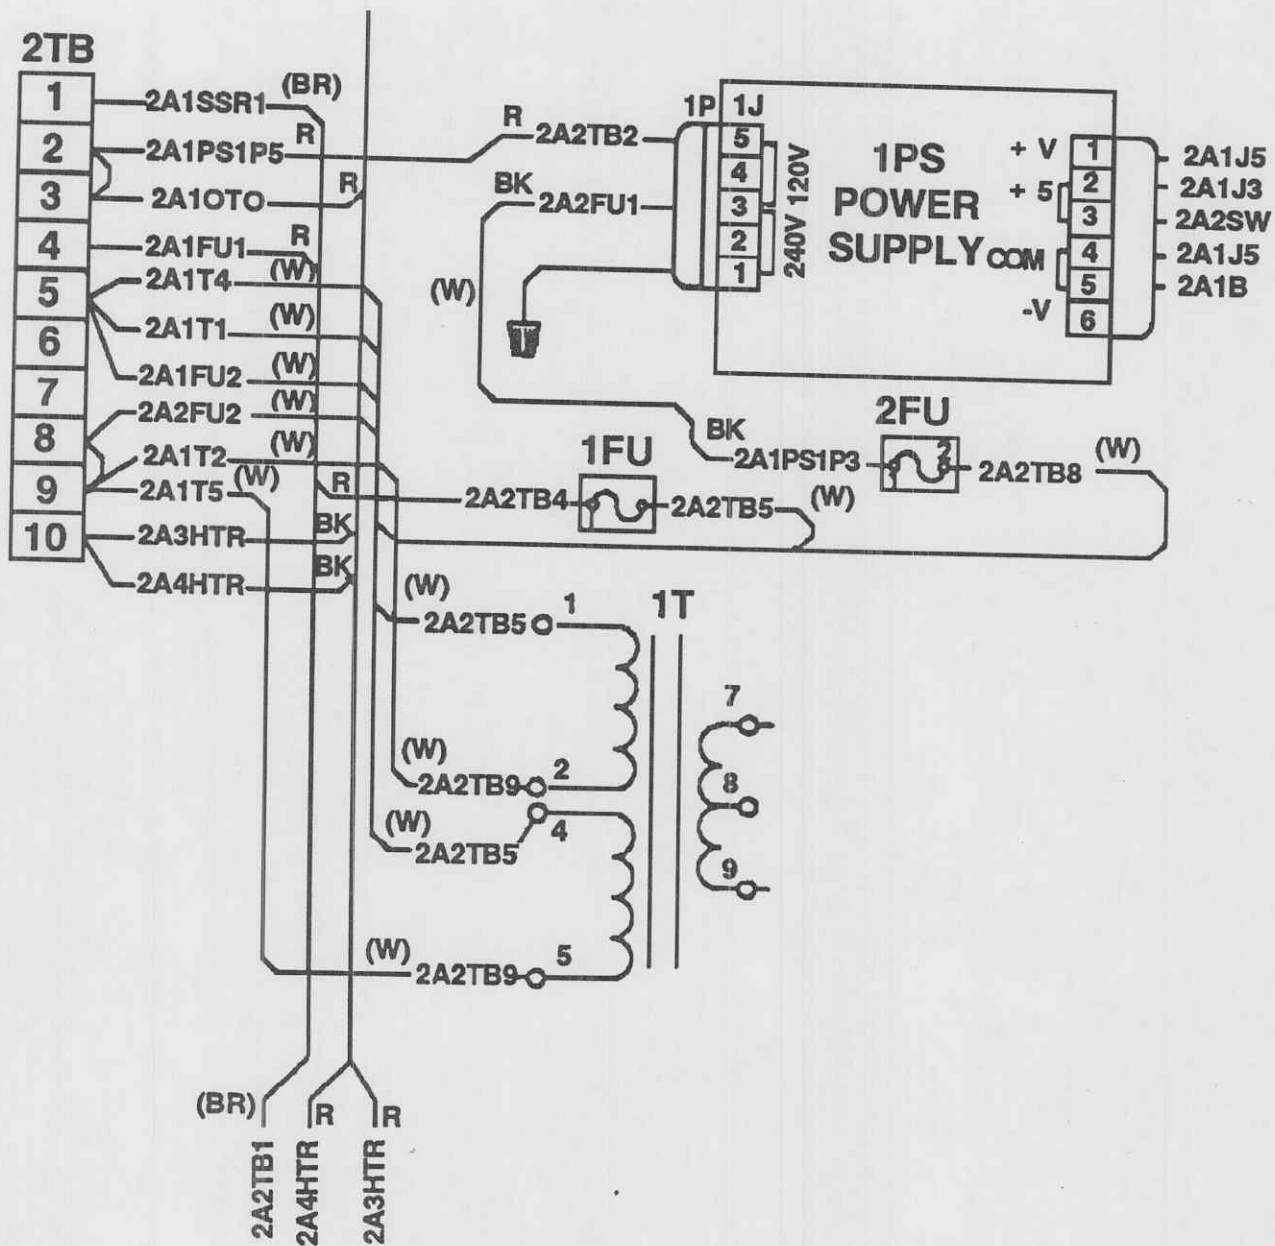 2TB
1
2A1SSR1 (BR)
2
2A1PS1P5 R
3
2A1OTO R
4
2A1FU1 R
5
2A1T4 (W)
2A1T1 (W)
6
2A1FU2 (W)
7
2A2FU2 (W)
8
2A1T2 (W)
9
2A1T5 (W)
10
2A3HTR BK
2A4HTR BK
R 2A2TB2
BK 2A2FU1
(W)
1P 1J
5
4
3
2
1
120V
240V
1PS
POWER
SUPPLY
+ V
+ 5
COM
-V
1
2
3
4
5
6
2A1J5
2A1J3
2A2SW
2A1J5
2A1B
2FU
BK
2A1PS1P3
2
2A2TB8 (W)
1FU
R 2A2TB4
2A2TB5 (W)
1T
(W)
2A2TB5 1
(W)
2A2TB9 2
(W)
2A2TB5 4
(W)
2A2TB9 5
7
8
9
(BR) 2A2TB1
R 2A4HTR
R 2A3HTR